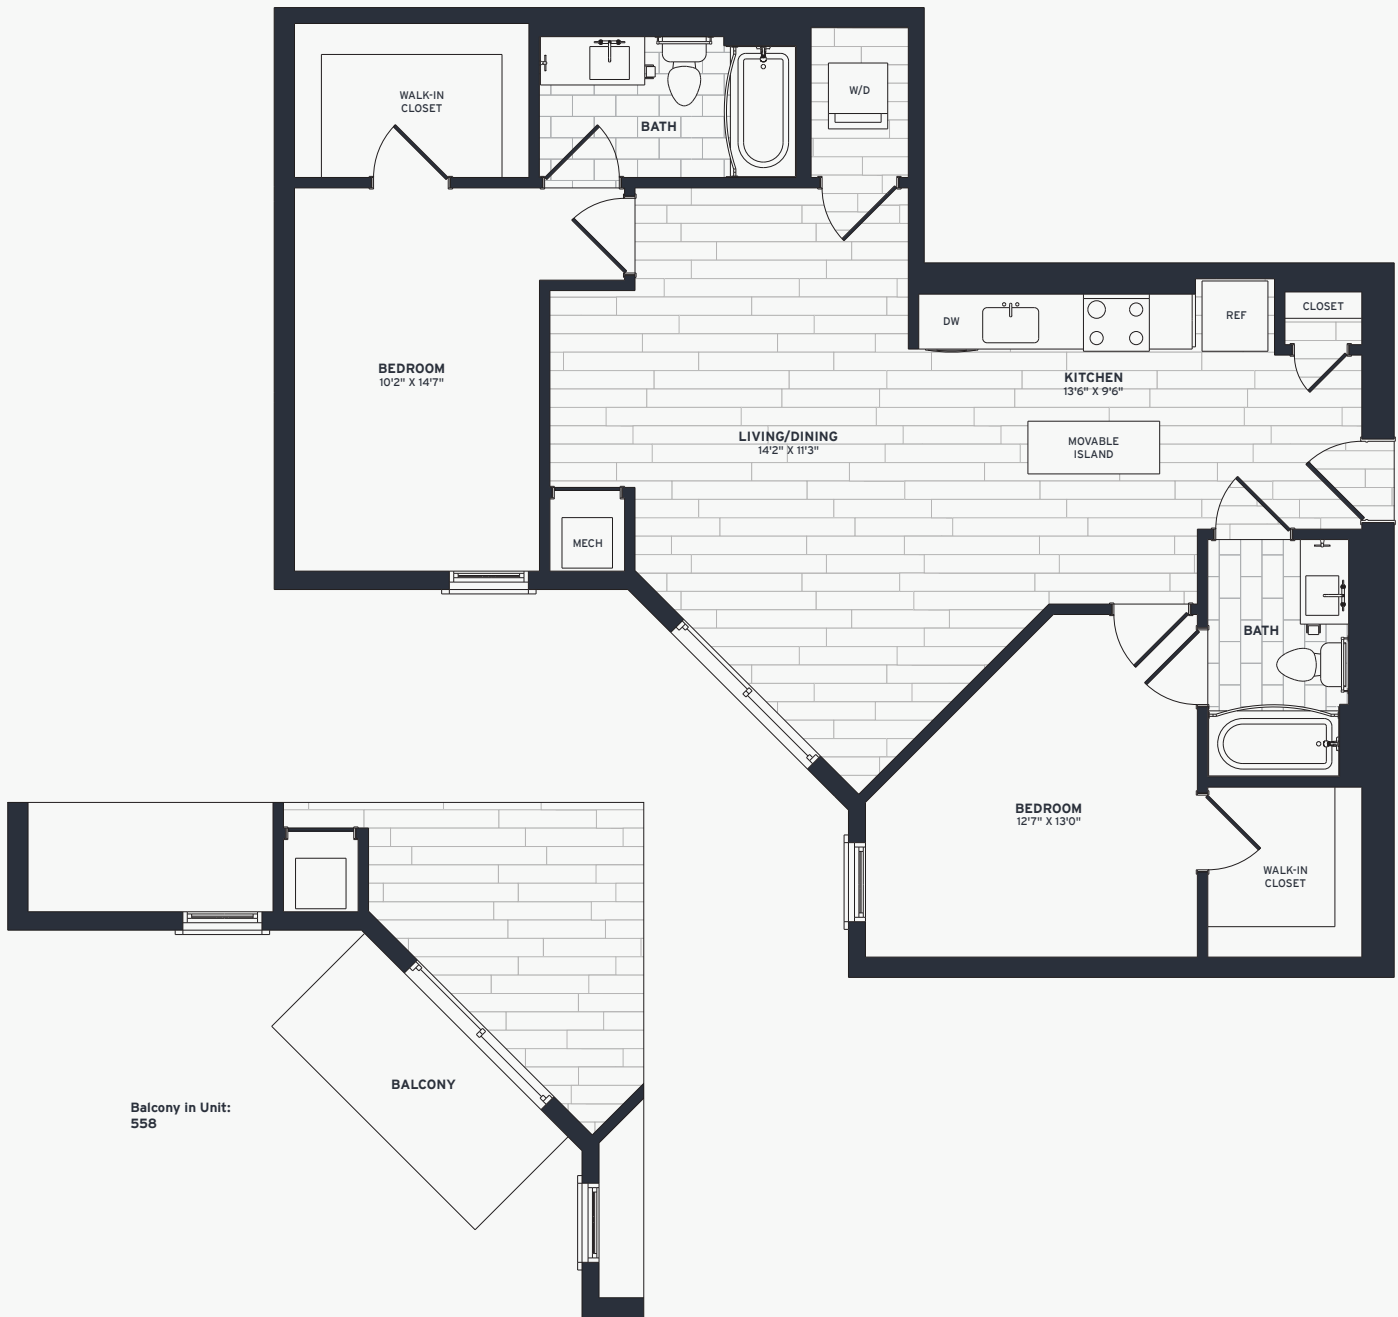 WALK-IN
CLOSET
BATH
W/D
BEDROOM
10'2" X 14'7"
DW
REF
CLOSET
KITCHEN
13'6" X 9'6"
LIVING/DINING
14'2" X 11'3"
MOVABLE
ISLAND
MECH
BATH
BEDROOM
12'7" X 13'0"
WALK-IN
CLOSET
BALCONY
Balcony in Unit:
558